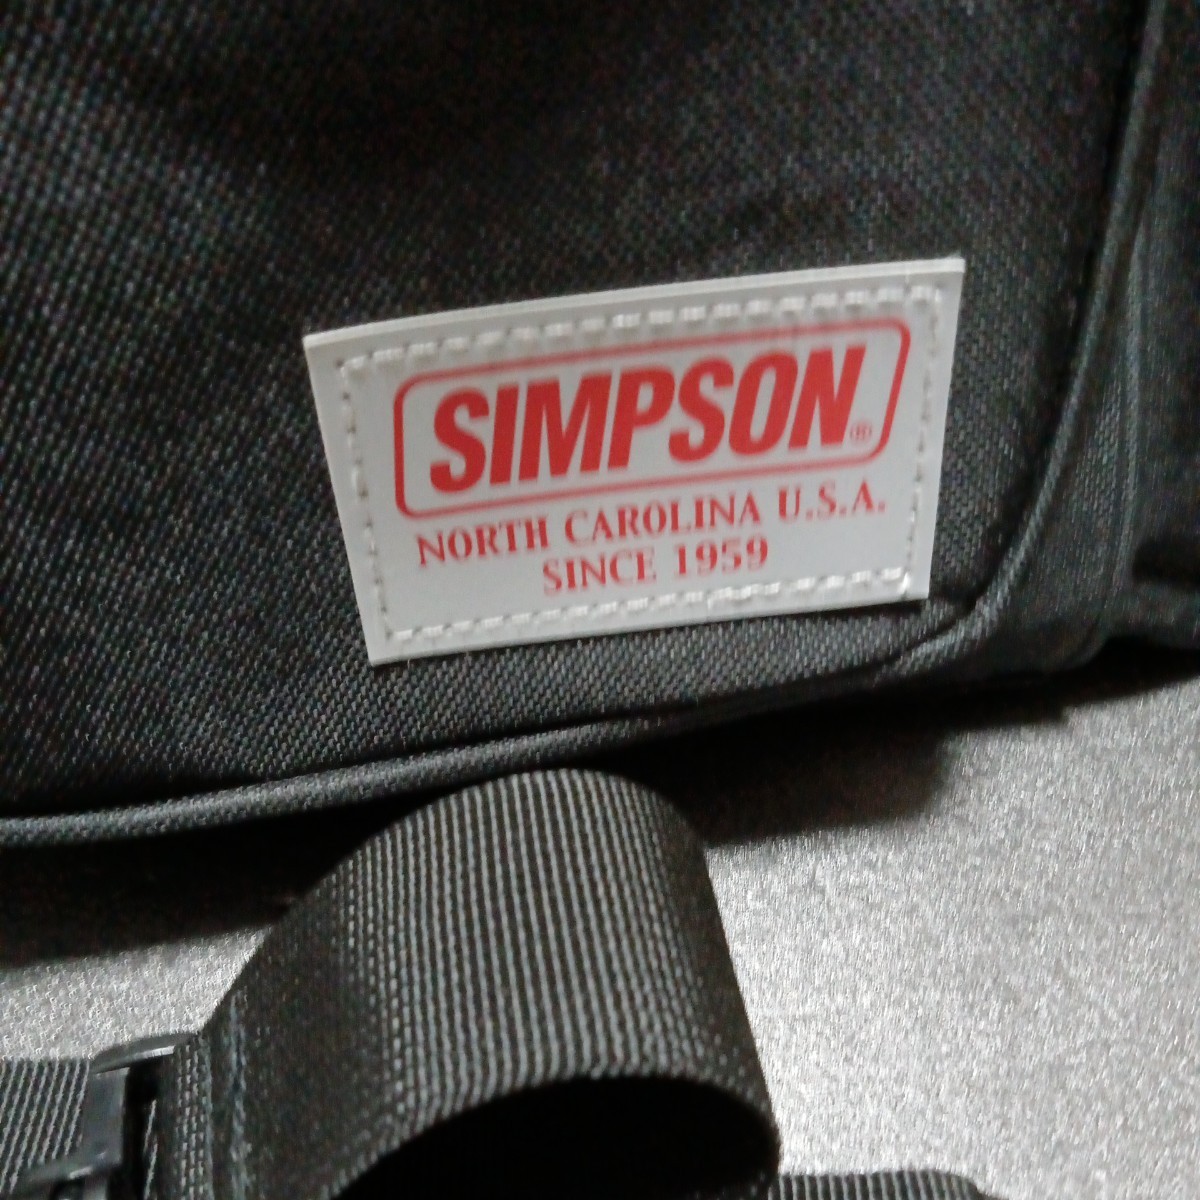 SIMPSON®
NORTH CAROLINA U.S.A.
SINCE 1959